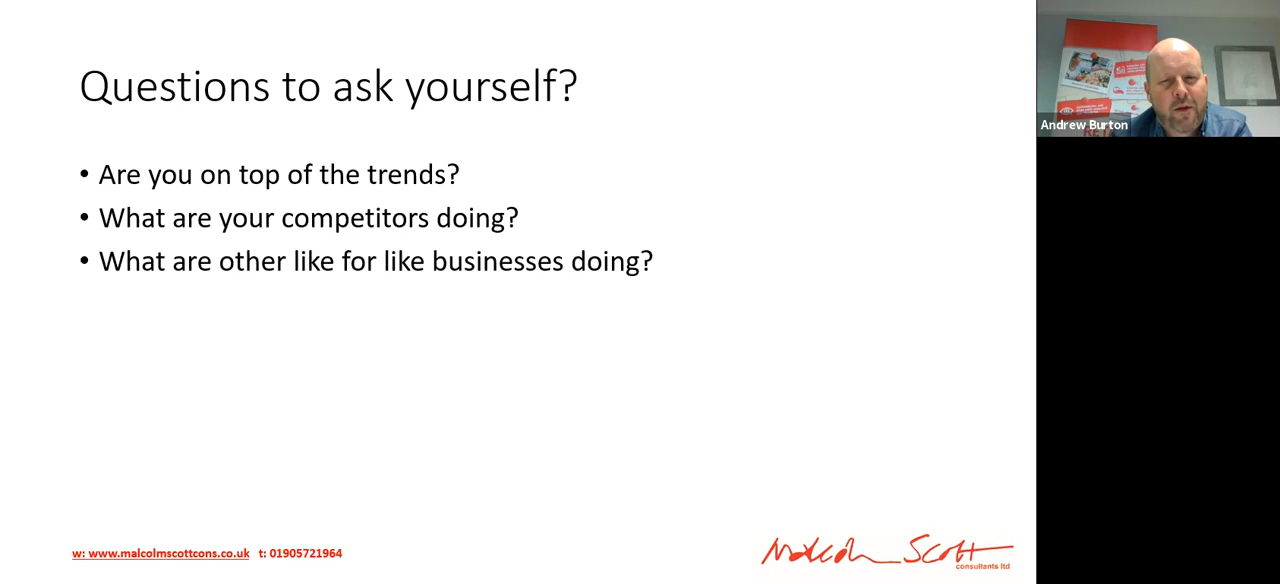 Questions to ask yourself?
• Are you on top of the trends?
• What are your competitors doing?
• What are other like for like businesses doing?
w: www.malcolmscottcons.co.uk t: 01905721964
Malcolm Scott
consultants ltd
Andrew Burton